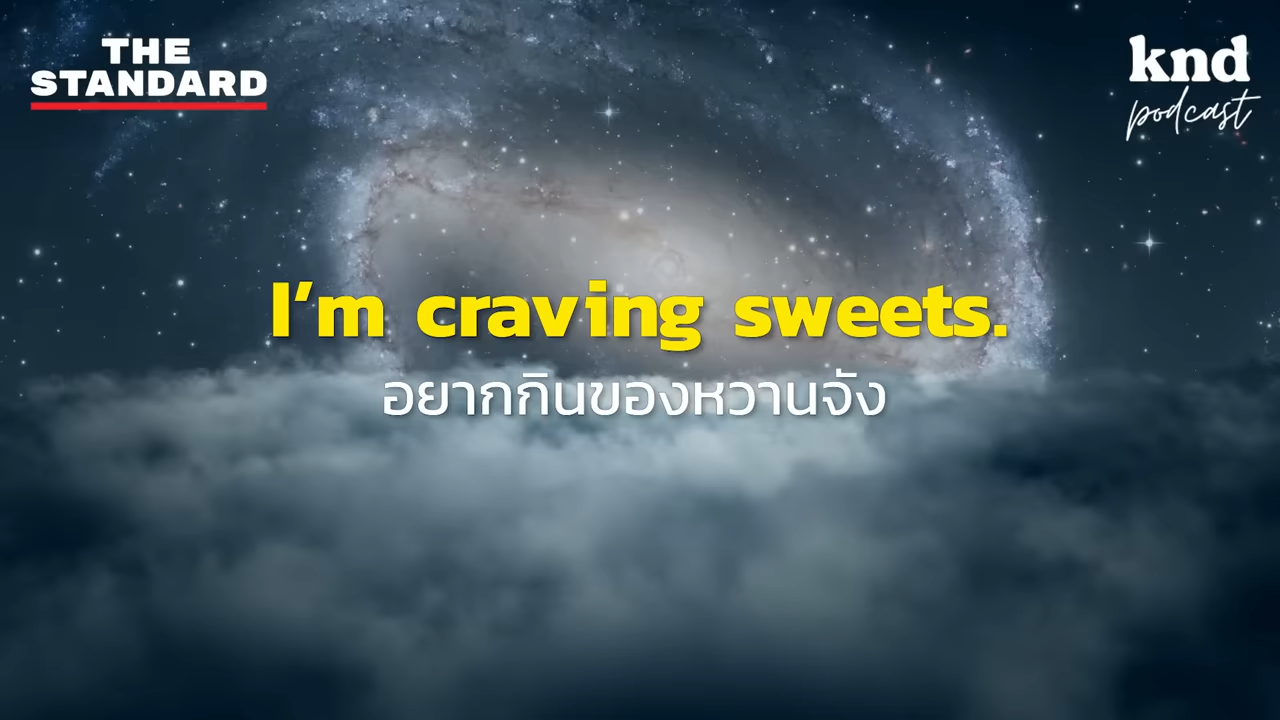 THE
STANDARD
knd
podcast
I’m craving sweets.
อยากกินของหวานจัง